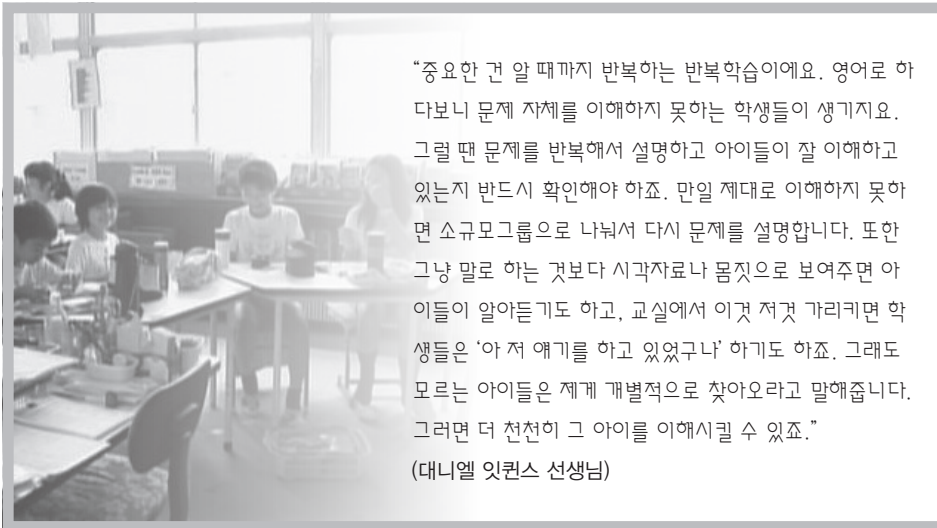 “중요한 건 알 때까지 반복하는 반복학습이에요. 영어로 하
다보니 문제 자체를 이해하지 못하는 학생들이 생기지요.
그럴 땐 문제를 반복해서 설명하고 아이들이 잘 이해하고
있는지 반드시 확인해야 하죠. 만일 제대로 이해하지 못하
면 소규모그룹으로 나눠서 다시 문제를 설명합니다. 또한
그냥 말로 하는 것보다 시각자료나 몸짓으로 보여주면 아
이들이 알아듣기도 하고, 교실에서 이것 저것 가리키면 학
생들은 ‘아 저 얘기를 하고 있었구나’ 하기도 하죠. 그래도
모르는 아이들은 제게 개별적으로 찾아오라고 말해줍니다.
그러면 더 천천히 그 아이를 이해시킬 수 있죠.”
(대니엘 잇퀸스 선생님)